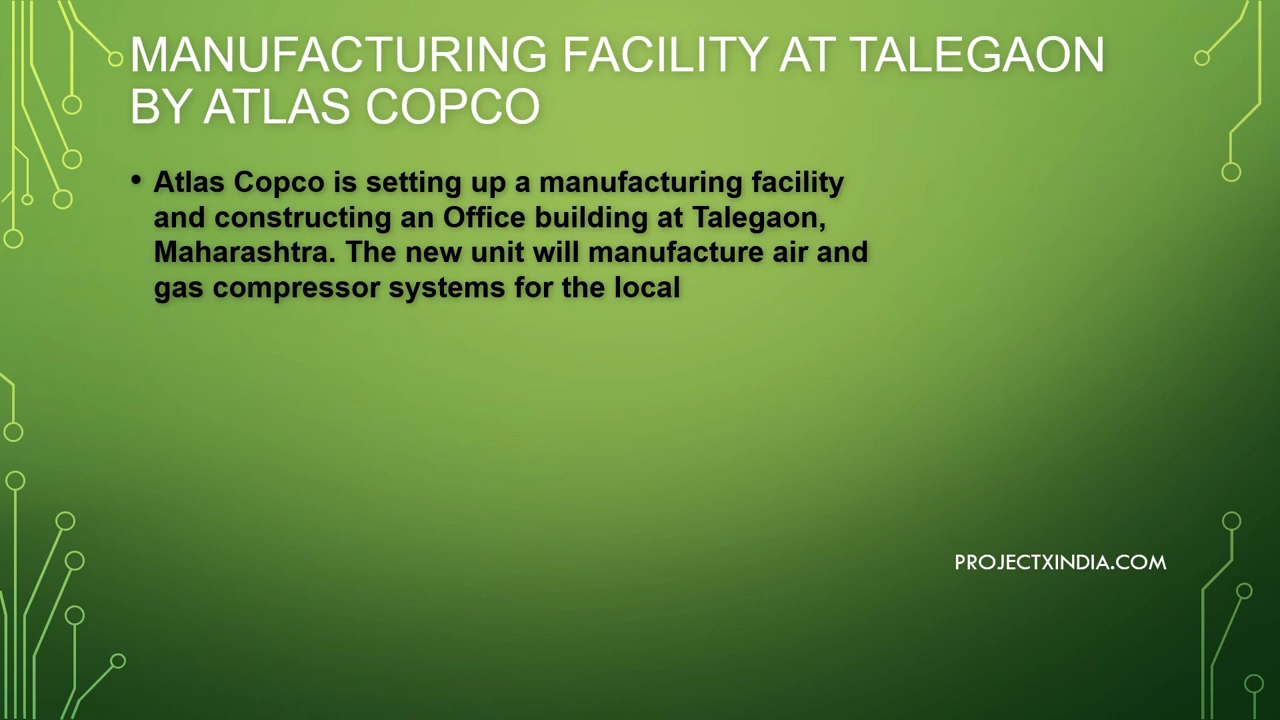 MANUFACTURING FACILITY AT TALEGAON
BY ATLAS COPCO
• Atlas Copco is setting up a manufacturing facility
and constructing an Office building at Talegaon,
Maharashtra. The new unit will manufacture air and
gas compressor systems for the local
PROJECTXINDIA.COM